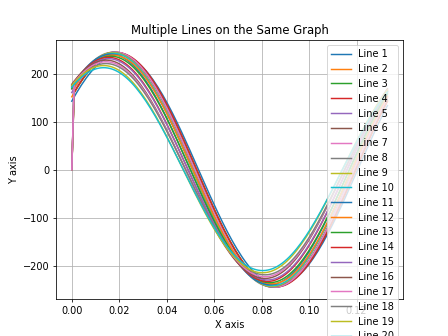 Multiple Lines on the Same Graph
Y axis
200
100
0
−100
−200
0.00
0.02
0.04
0.06
0.08
0.10
X axis
Line 1
Line 2
Line 3
Line 4
Line 5
Line 6
Line 7
Line 8
Line 9
Line 10
Line 11
Line 12
Line 13
Line 14
Line 15
Line 16
Line 17
Line 18
Line 19
Line 20